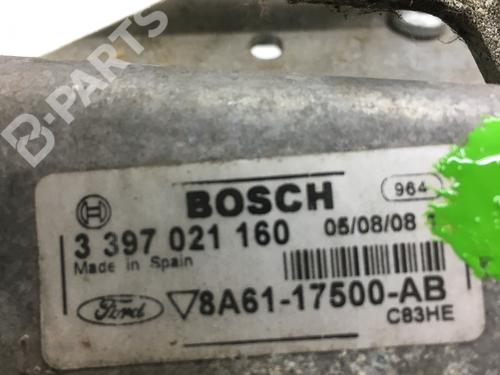 B-PARTS
BOSCH
964
3 397 021 160 05/08/08
Made in Spain
Ford 8A61-17500-AB
C83HE